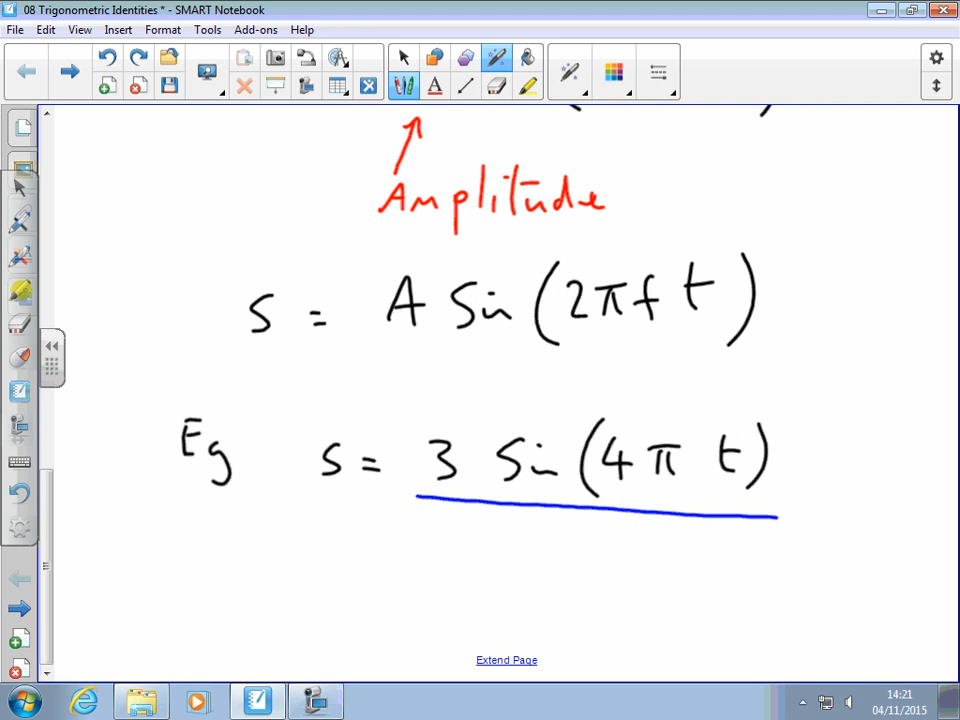 08 Trigonometric Identities * - SMART Notebook
File Edit View Insert Format Tools Add-ons Help
Amplitude
s = A Sin(2πf t)
Eg s = 3 Sin(4π t)
Extend Page
14:21
04/11/2015